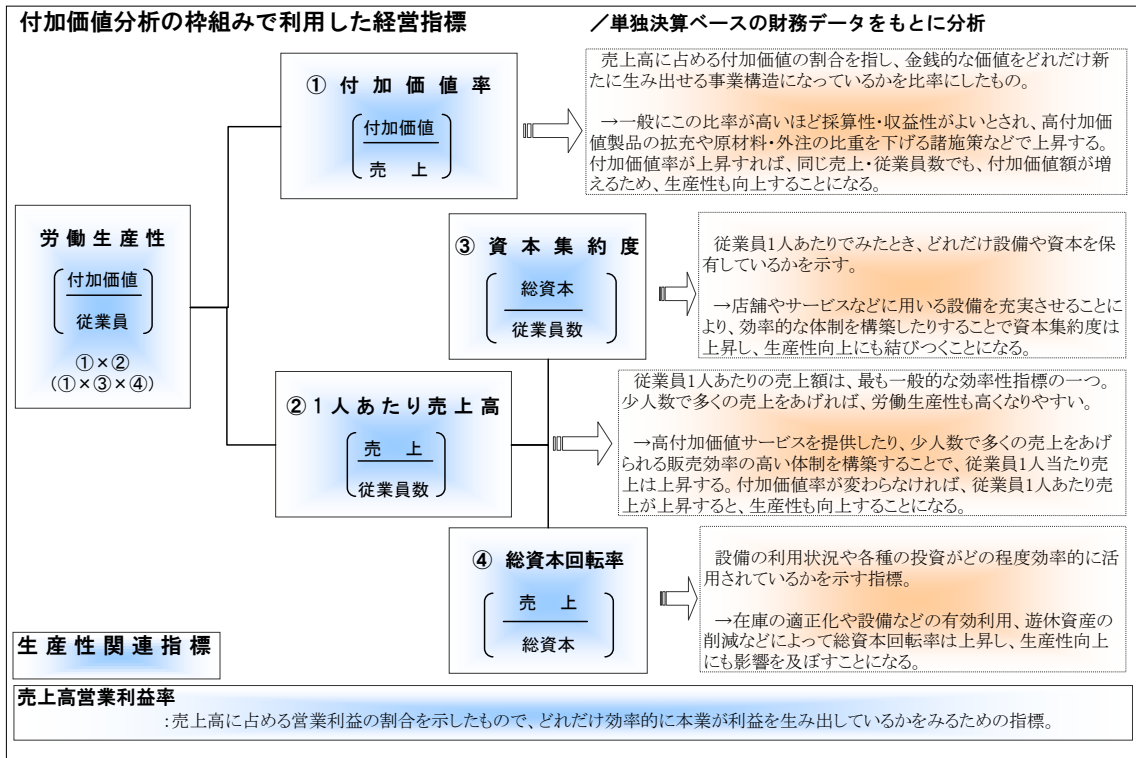 付加価値分析の枠組みで利用した経営指標
／単独決算ベースの財務データをもとに分析
① 付加価値率
付加価値
売上
売上高に占める付加価値の割合を指し、金銭的な価値をどれだけ新
たに生み出せる事業構造になっているかを比率にしたもの。
→一般にこの比率が高いほど採算性・収益性がよいとされ、高付加価
値製品の拡充や原材料・外注の比重を下げる諸施策などで上昇する。
付加価値率が上昇すれば、同じ売上・従業員数でも、付加価値額が増
えるため、生産性も向上することになる。
労働生産性
付加価値
従業員
①×②
(①×③×④)
③ 資本集約度
総資本
従業員数
従業員1人あたりでみたとき、どれだけ設備や資本を保
有しているかを示す。
→店舗やサービスなどに用いる設備を充実させることに
より、効率的な体制を構築したりすることで資本集約度は
上昇し、生産性向上にも結びつくことになる。
②1人あたり売上高
売上
従業員数
従業員1人あたりの売上額は、最も一般的な効率性指標の一つ。
少人数で多くの売上をあげれば、労働生産性も高くなりやすい。
→高付加価値サービスを提供したり、少人数で多くの売上をあげ
られる販売効率の高い体制を構築することで、従業員1人当たり売
上は上昇する。付加価値率が変わらなければ、従業員1人あたり売
上が上昇すると、生産性も向上することになる。
④ 総資本回転率
売上
総資本
設備の利用状況や各種の投資がどの程度効率的に活
用されているかを示す指標。
→在庫の適正化や設備などの有効利用、遊休資産の
削減などによって総資本回転率は上昇し、生産性向上
にも影響を及ぼすことになる。
生産性関連指標
売上高営業利益率
：売上高に占める営業利益の割合を示したもので、どれだけ効率的に本業が利益を生み出しているかをみるための指標。